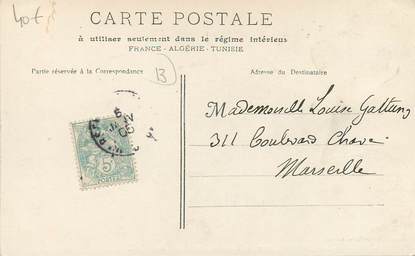 40f
CARTE POSTALE
à utiliser seulement dans le régime intérieur
FRANCE - ALGÉRIE - TUNISIE
13
Partie réservée à la Correspondance
Adresse du Destinataire
Mademoiselle Louise
311 Boulevard Chave
Marseille
5